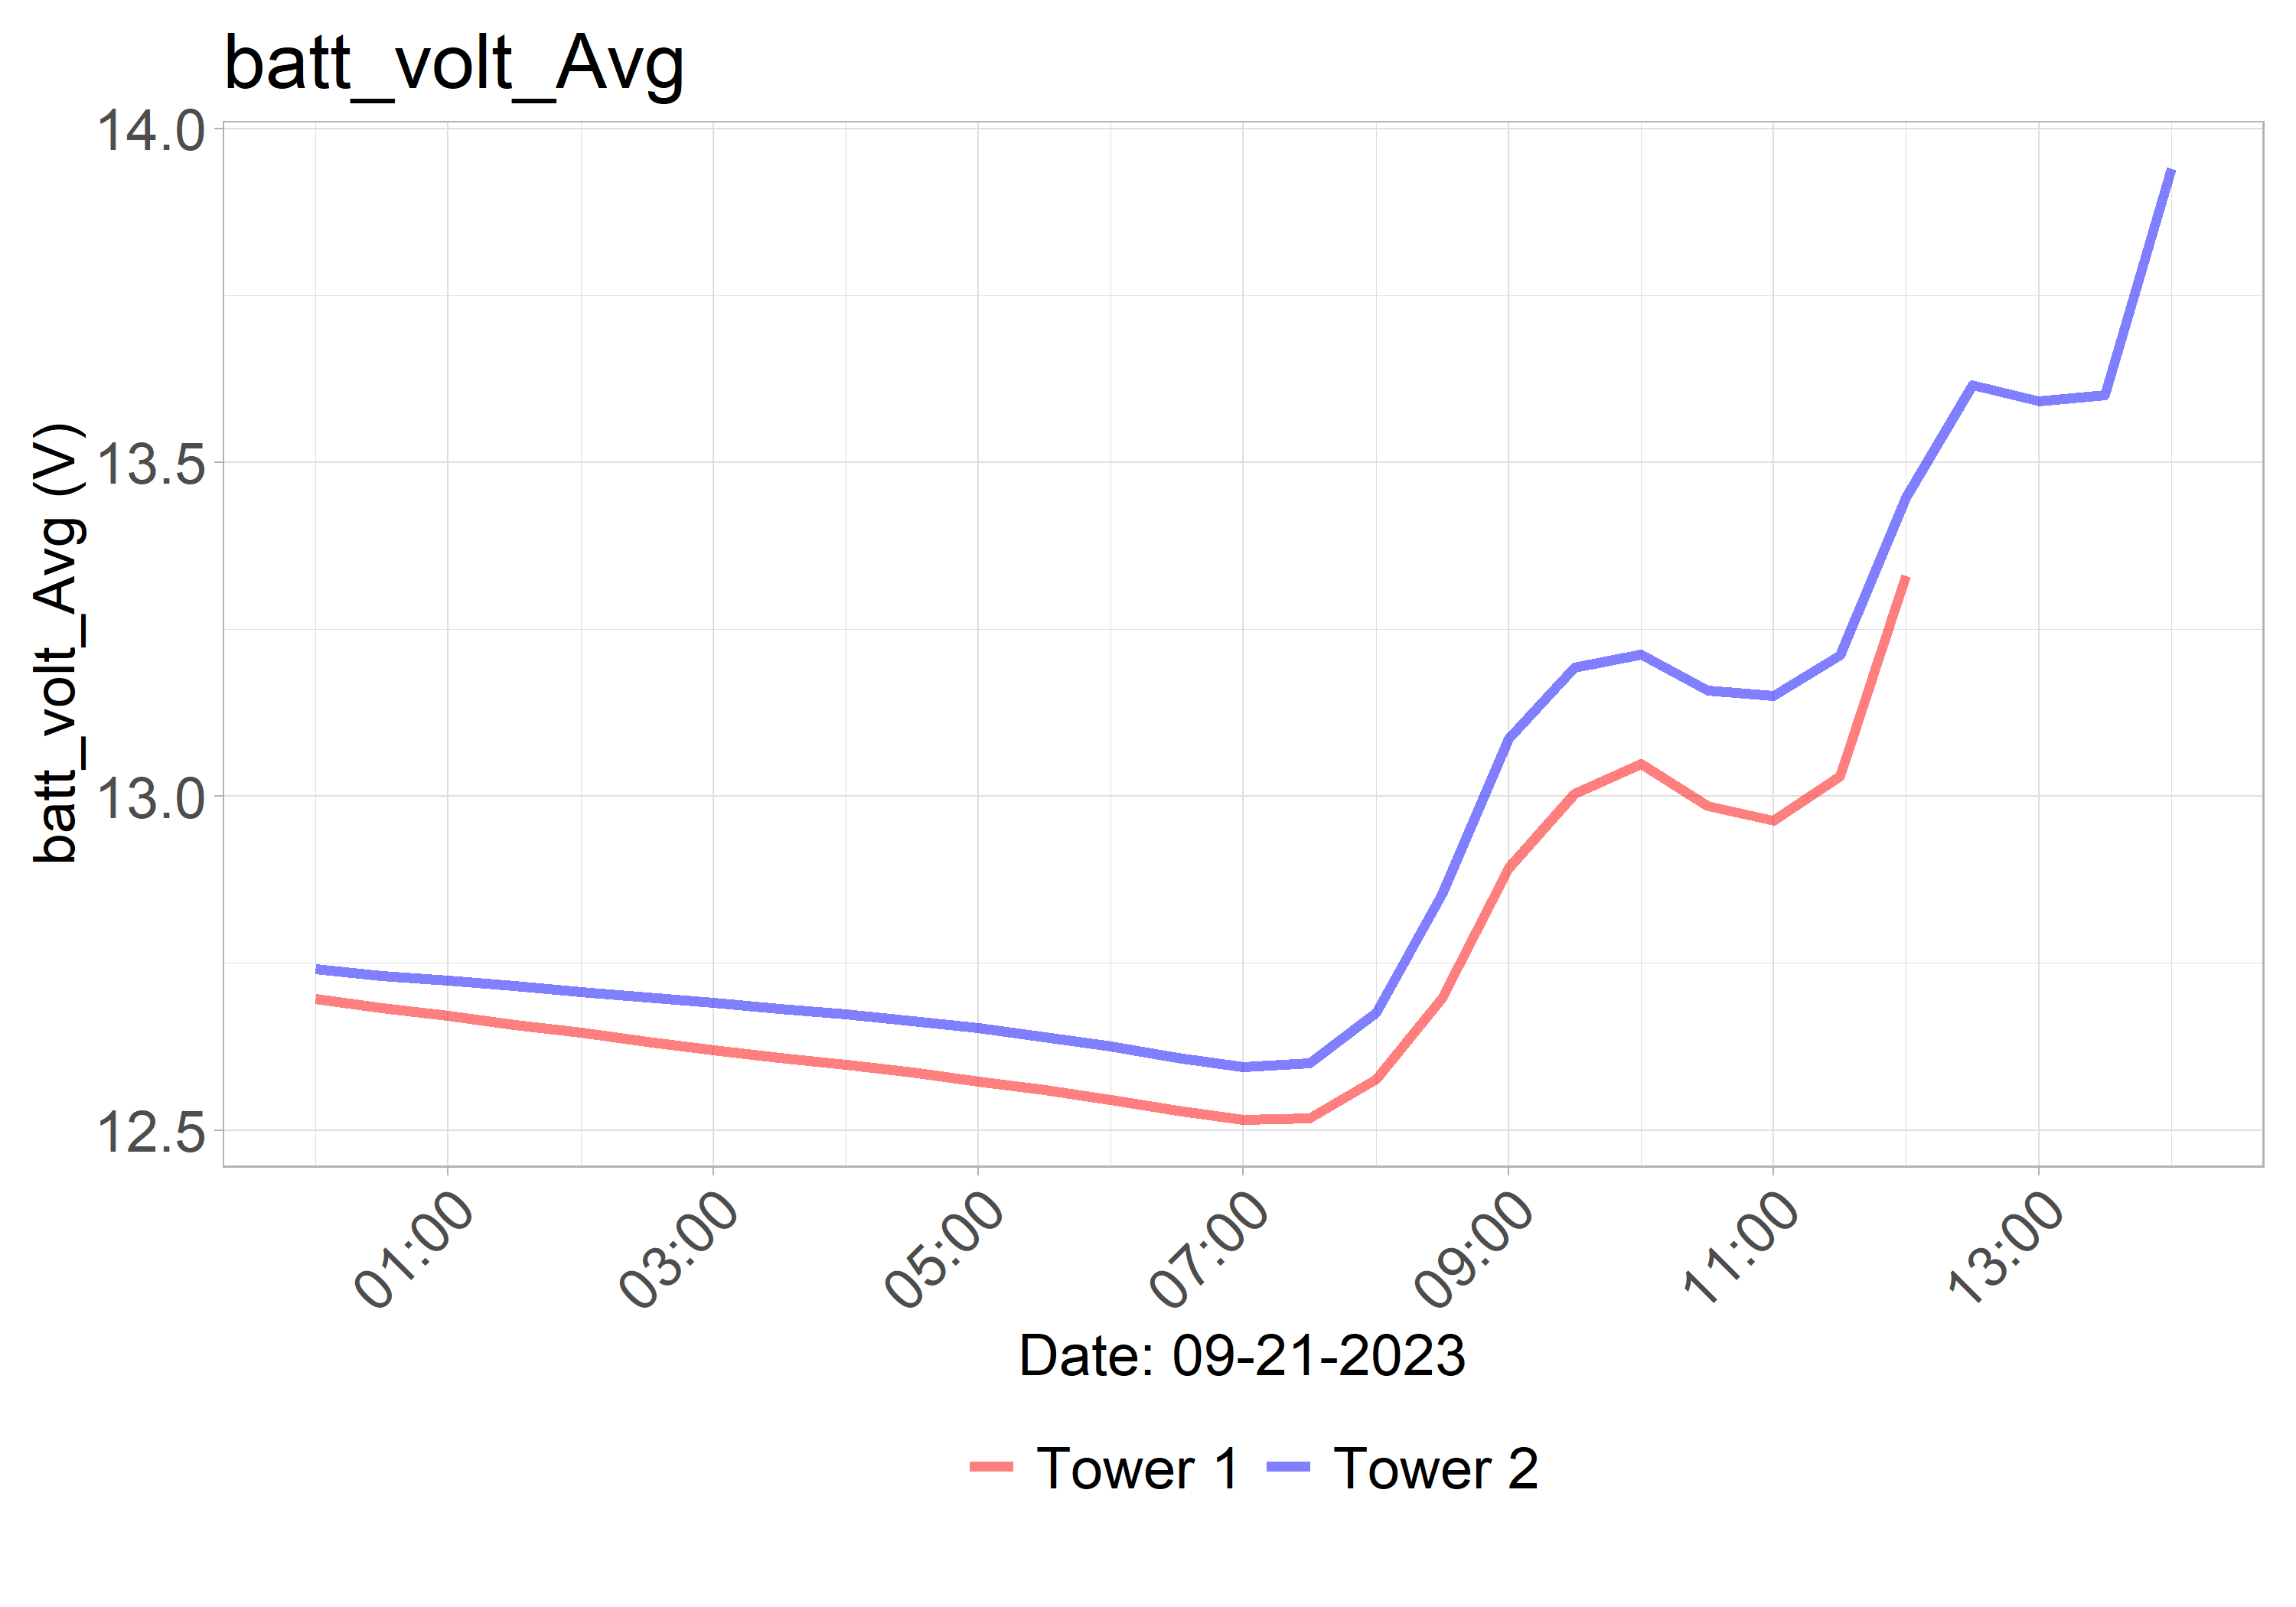 batt_volt_Avg
batt_volt_Avg (V)
14.0
13.5
13.0
12.5
01:00 03:00 05:00 07:00 09:00 11:00 13:00
Date: 09-21-2023
Tower 1 Tower 2